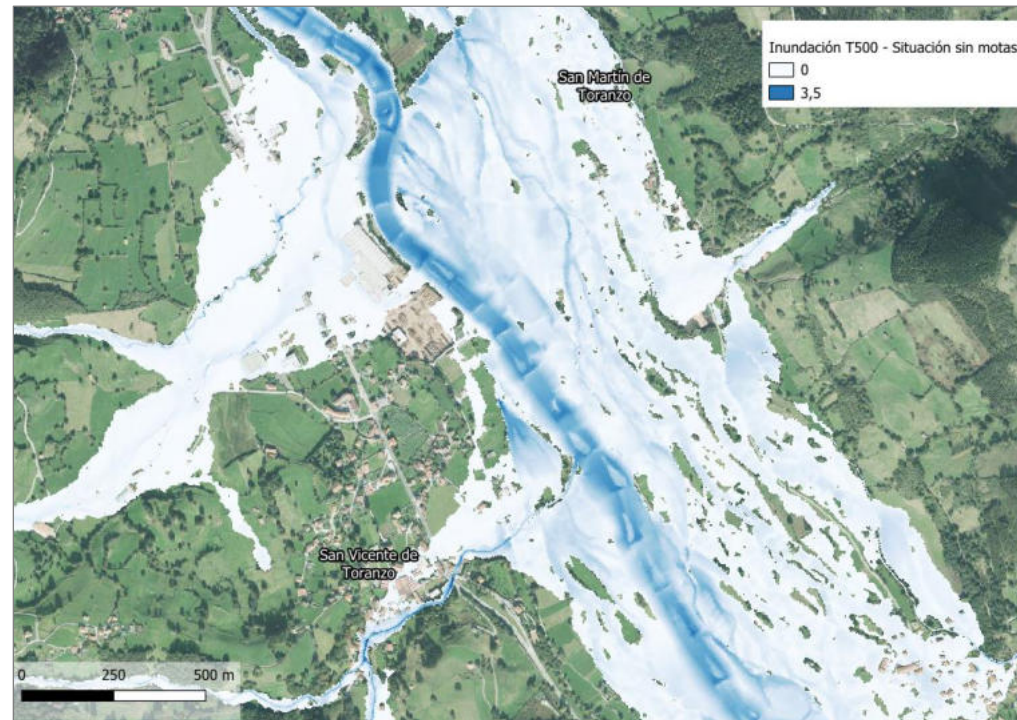 Inundación T500 - Situación sin motas
0
3,5
San Martín de
Toranzo
San Vicente de
Toranzo
0 250 500 m